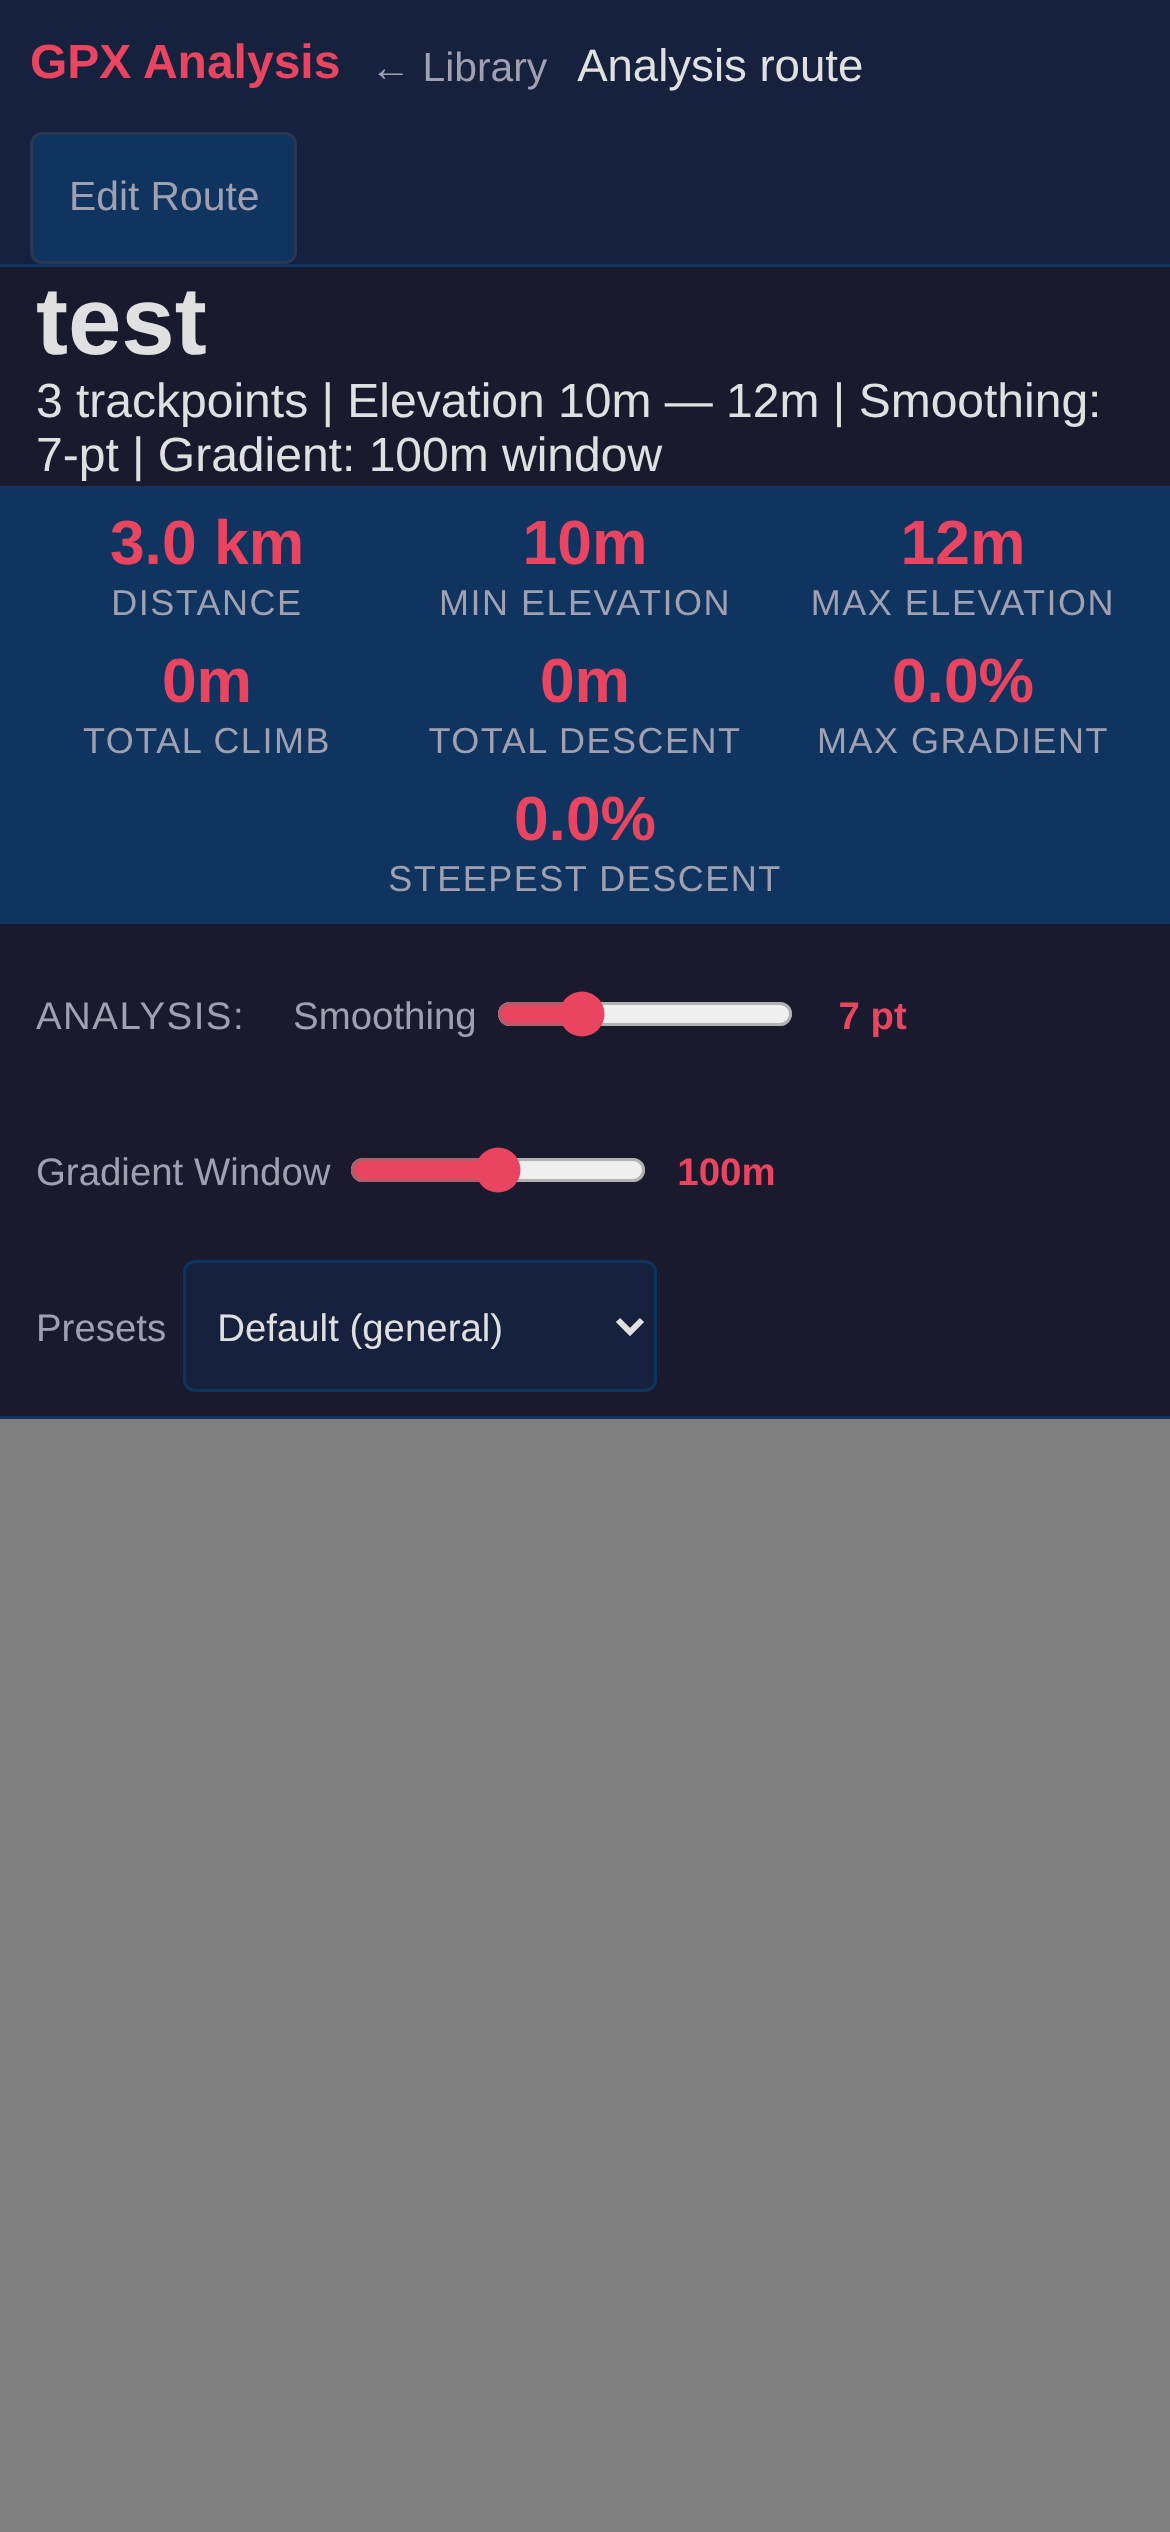 GPX Analysis ← Library Analysis route
Edit Route
test
3 trackpoints | Elevation 10m — 12m | Smoothing:
7-pt | Gradient: 100m window
3.0 km 10m 12m
DISTANCE MIN ELEVATION MAX ELEVATION
0m 0m 0.0%
TOTAL CLIMB TOTAL DESCENT MAX GRADIENT
0.0%
STEEPEST DESCENT
ANALYSIS: Smoothing 7 pt
Gradient Window 100m
Presets Default (general)